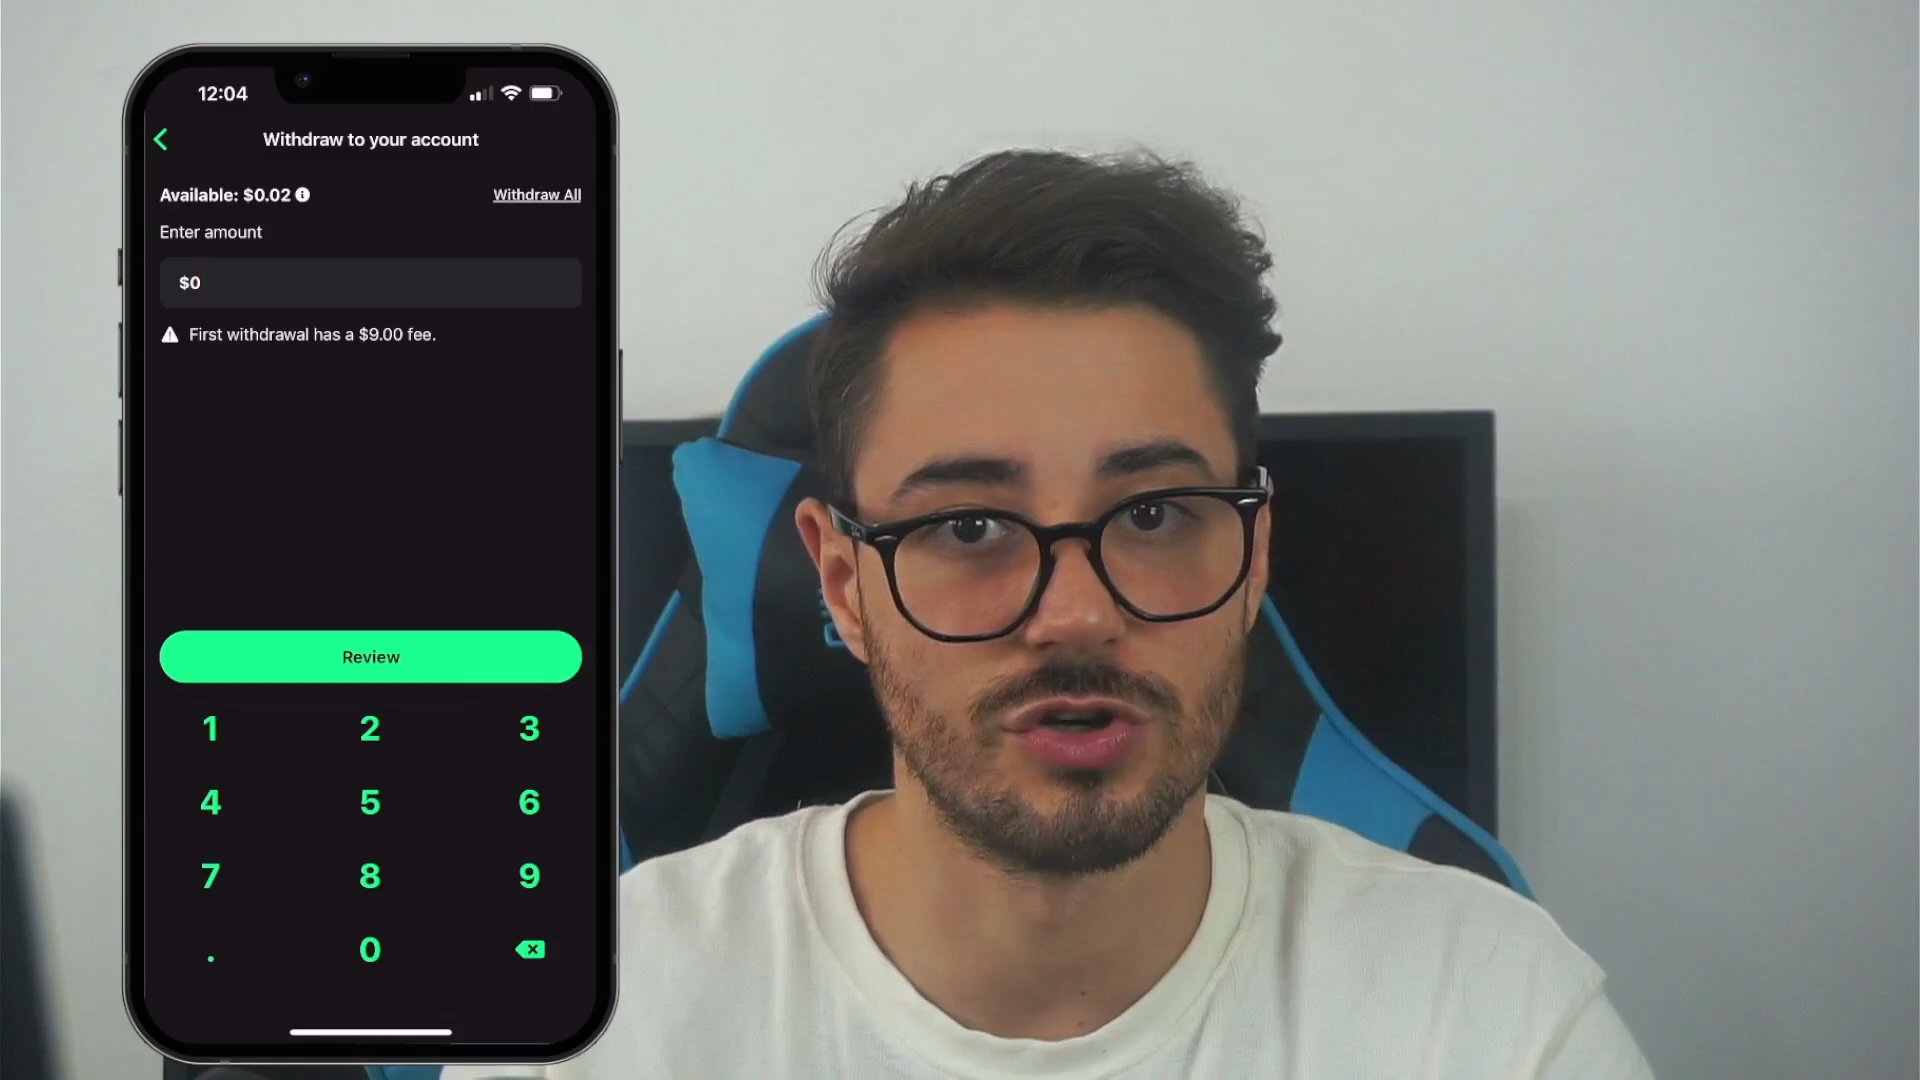 12:04
Withdraw to your account
Available: $0.02
Withdraw All
Enter amount
$0
First withdrawal has a $9.00 fee.
Review
1 2 3
4 5 6
7 8 9
. 0